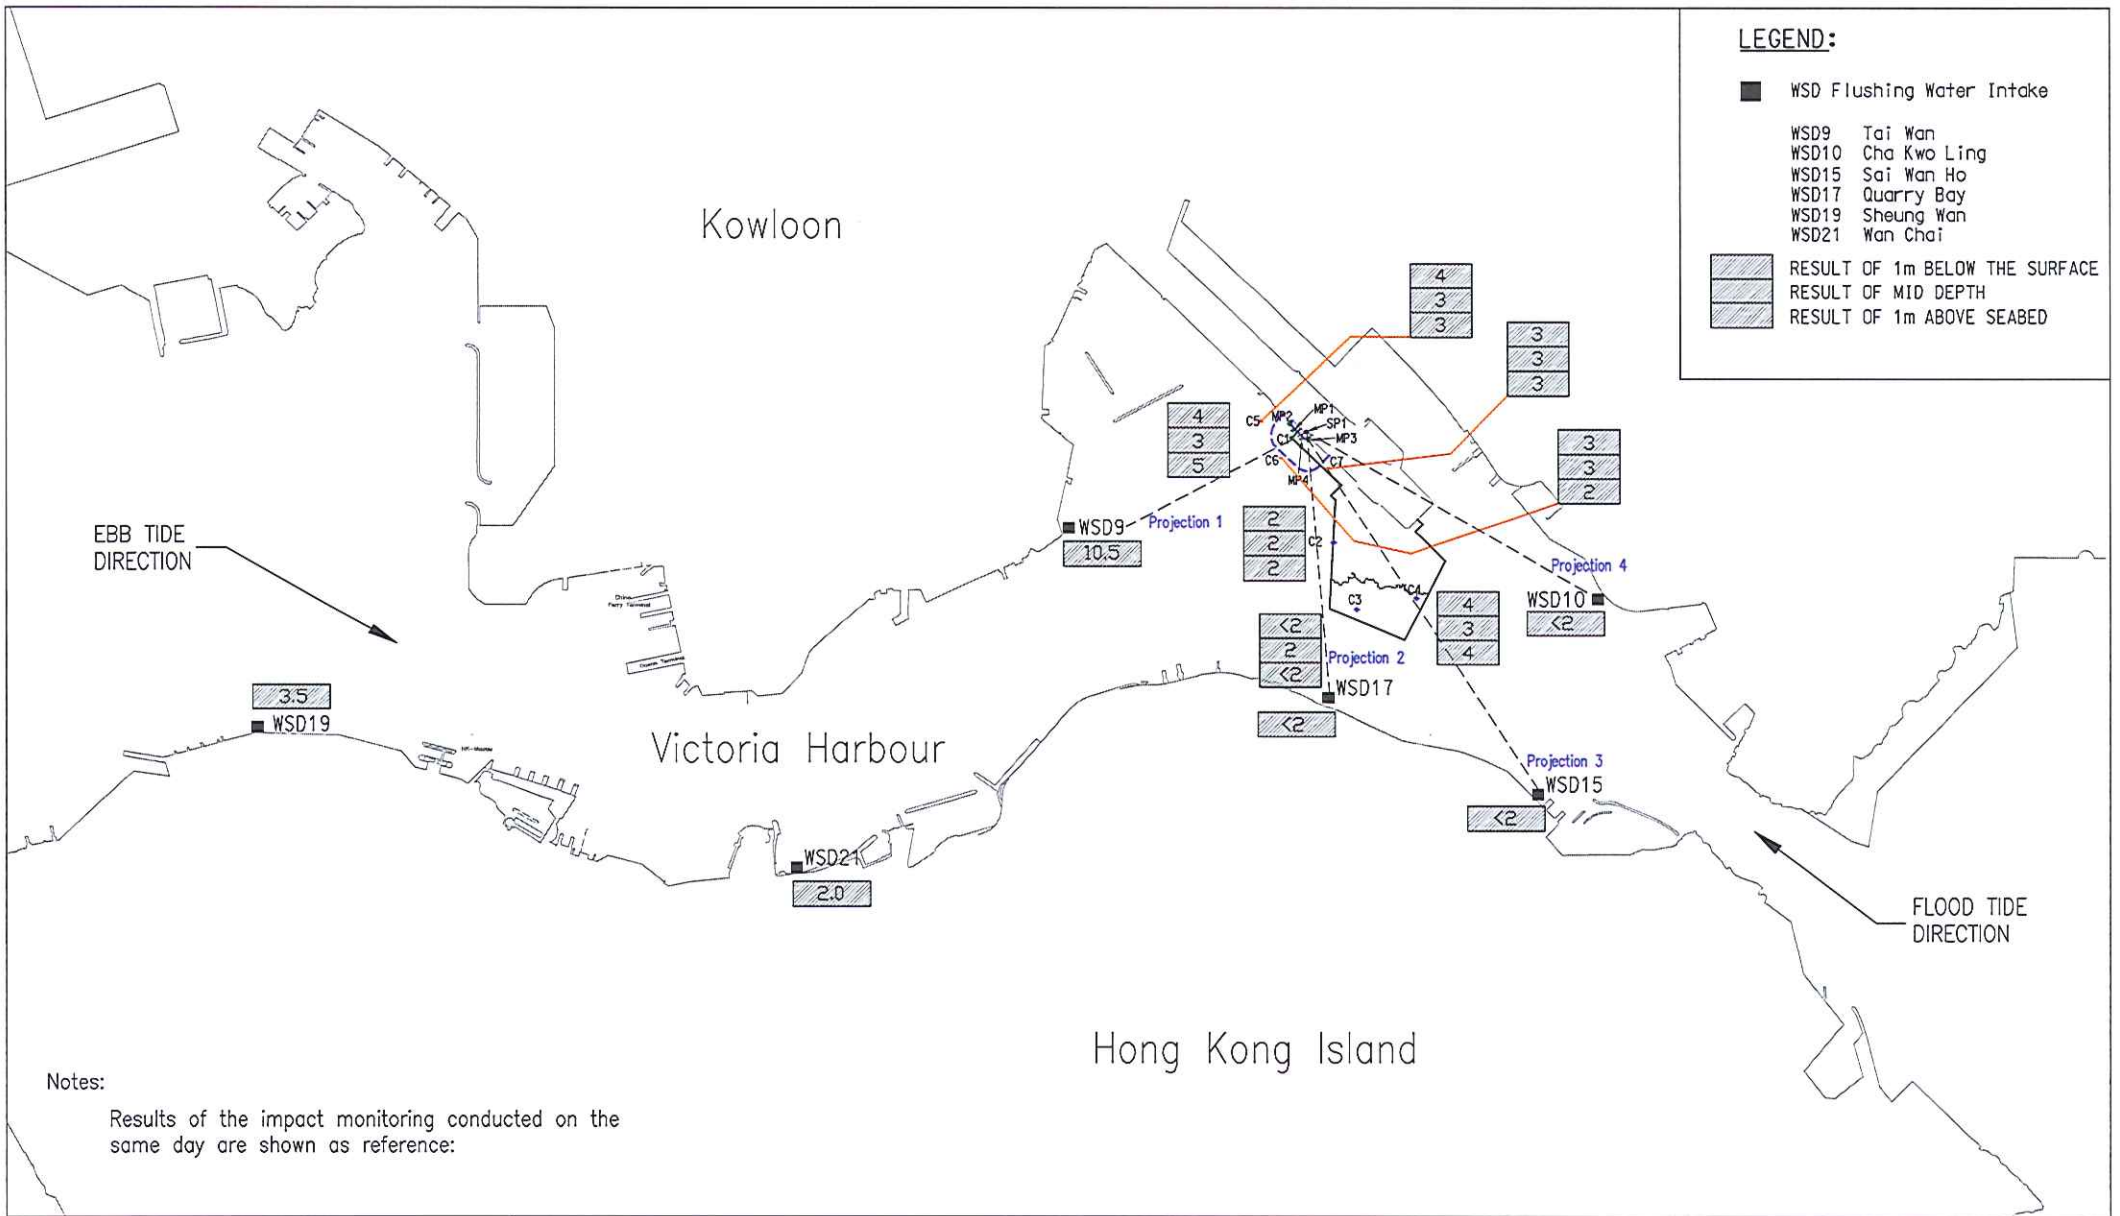 LEGEND:
WSD Flushing Water Intake
WSD9 Tai Wan
WSD10 Cha Kwo Ling
WSD15 Sai Wan Ho
WSD17 Quarry Bay
WSD19 Sheung Wan
WSD21 Wan Chai
RESULT OF 1m BELOW THE SURFACE
RESULT OF MID DEPTH
RESULT OF 1m ABOVE SEABED
Kowloon
4
3
3
3
3
3
4
3
5
C5
MP2
MP1
SP1
C1
MP3
C6
C7
MP4
3
3
2
WSD9
Projection 1
10.5
2
2
2
C2
EBB TIDE
DIRECTION
China
Ferry Terminal
Ocean Terminal
Projection 4
WSD10
<2
C3
C4
4
3
4
<2
2
<2
Projection 2
WSD17
<2
3.5
WSD19
Victoria Harbour
Projection 3
WSD15
<2
WSD21
2.0
FLOOD TIDE
DIRECTION
Hong Kong Island
Notes:
Results of the impact monitoring conducted on the
same day are shown as reference: